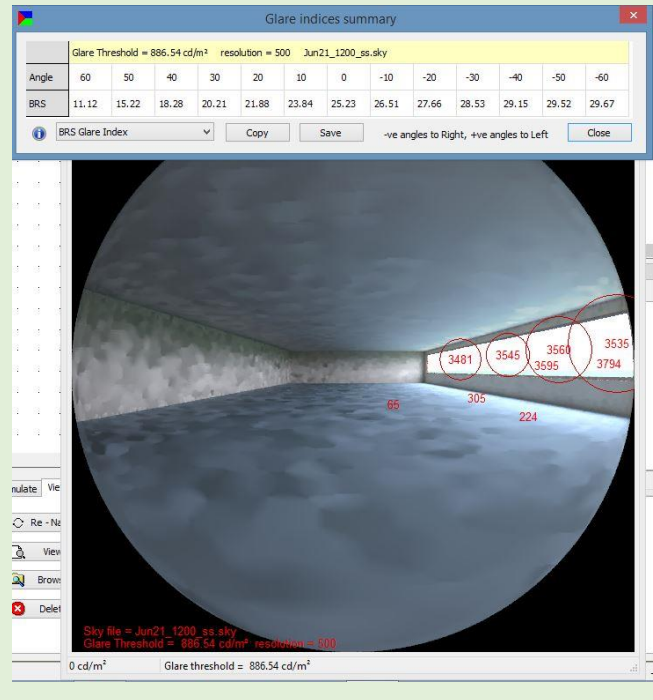 Glare indices summary
Glare Threshold = 886.54 cd/m² resolution = 500 Jun21_1200_ss.sky
Angle 60 50 40 30 20 10 0 -10 -20 -30 -40 -50 -60
BRS 11.12 15.22 18.28 20.21 21.88 23.84 25.23 26.51 27.66 28.53 29.15 29.52 29.67
BRS Glare Index Copy Save -ve angles to Right, +ve angles to Left Close
3535
3481 3545 3560
3595 3794
305
65
224
mulate Vie
Re - Na
View
Brows
Delet
Sky file = Jun21_1200_ss.sky
Glare Threshold = 886.54 cd/m² resolution = 500
0 cd/m² Glare threshold = 886.54 cd/m²